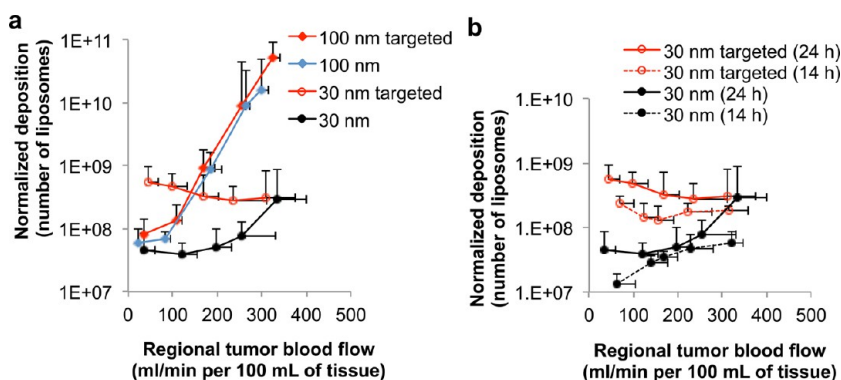 a
1E+11
1E+10
1E+09
1E+08
1E+07
Normalized deposition
(number of liposomes)
100 nm targeted
100 nm
30 nm targeted
30 nm
0 100 200 300 400 500
Regional tumor blood flow
(ml/min per 100 mL of tissue)
b
30 nm targeted (24 h)
30 nm targeted (14 h)
30 nm (24 h)
30 nm (14 h)
1.E+10
1.E+09
1.E+08
1.E+07
Normalized deposition
(number of liposomes)
0 100 200 300 400 500
Regional tumor blood flow
(ml/min per 100 mL of tissue)